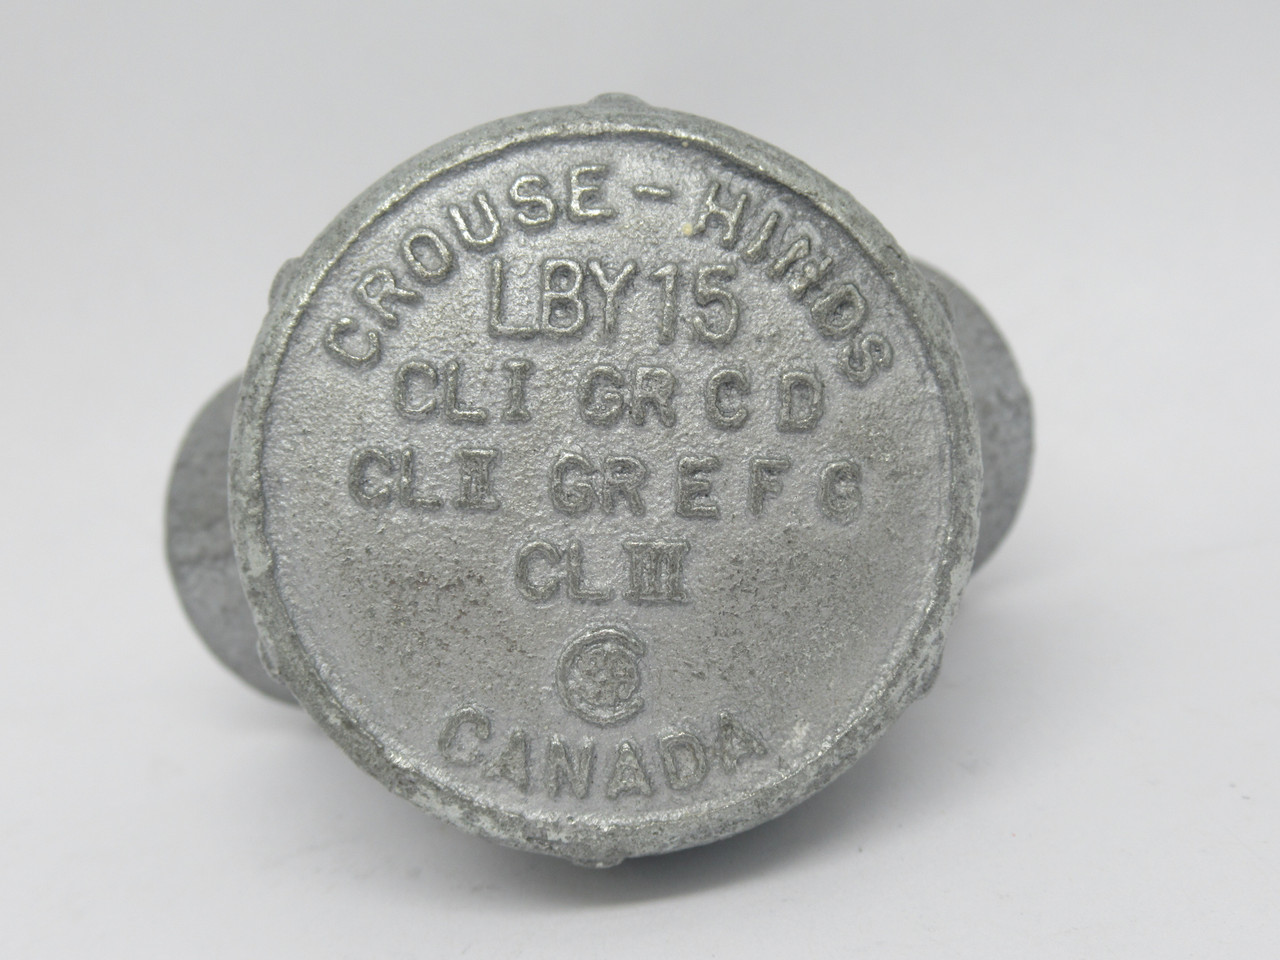 CROUSE-HINDS
LBY15
CL I GR C D
CL II GR E F G
CL III
CANADA